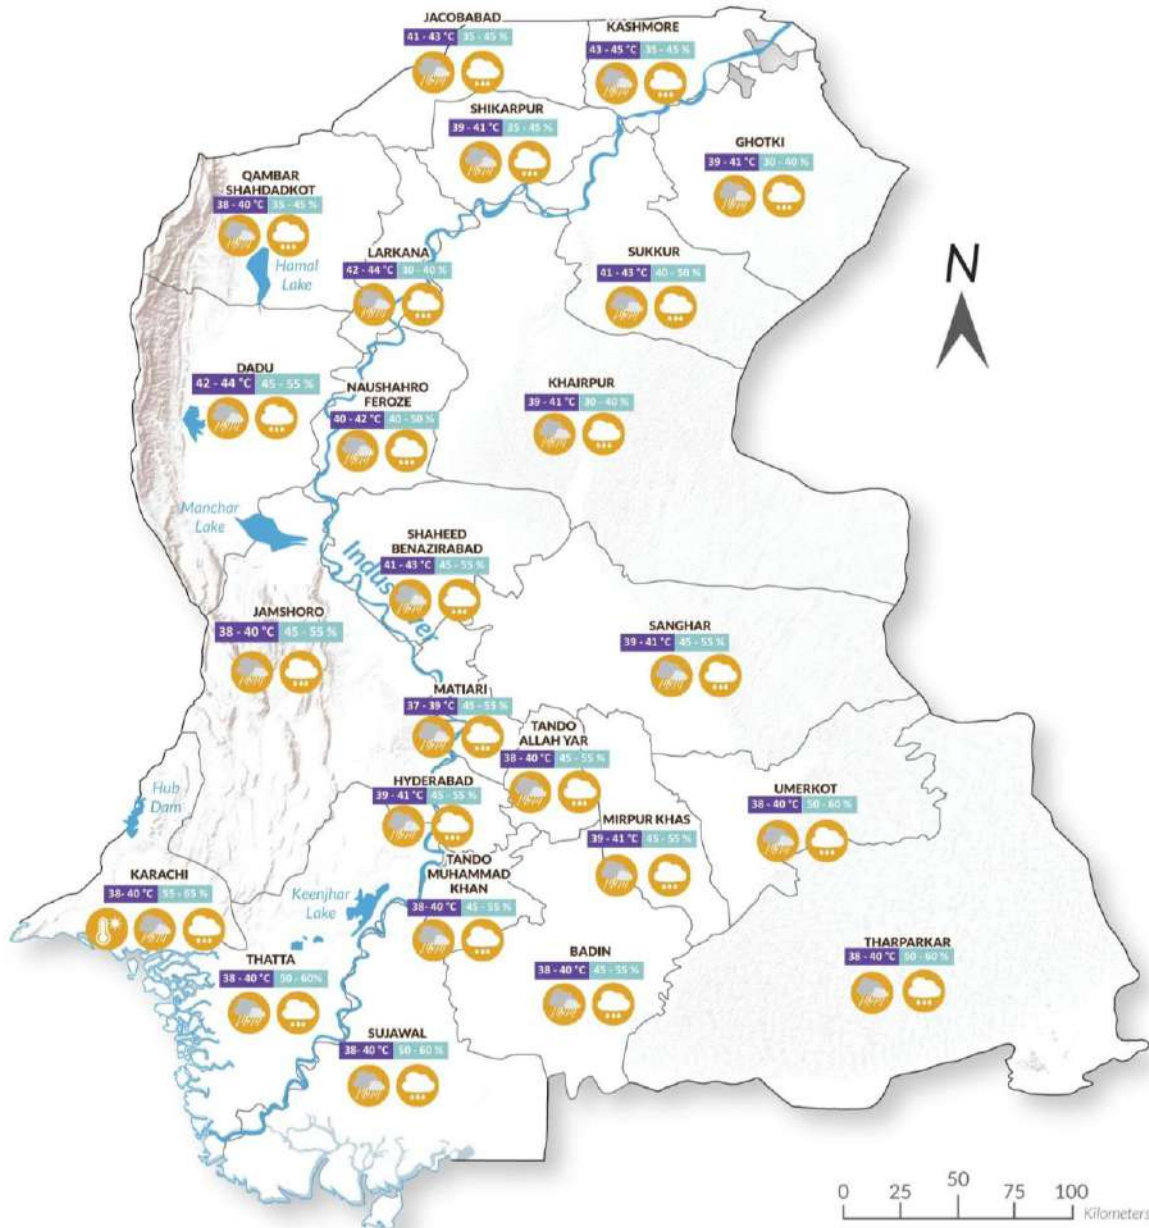 JACOBABAD
41 - 43 °C 35 - 45 %
KASHMORE
43 - 45 °C 35 - 45 %
SHIKARPUR
39 - 41 °C 35 - 45 %
GHOTKI
39 - 41 °C 30 - 40 %
QAMBAR
SHAHDADKOT
38 - 40 °C 35 - 45 %
Hamal
Lake
LARKANA
42 - 44 °C 30 - 40 %
SUKKUR
41 - 43 °C 40 - 50 %
N
DADU
42 - 44 °C 45 - 55 %
NAUSHAHRO
FEROZE
40 - 42 °C 40 - 50 %
KHAIRPUR
39 - 41 °C 30 - 40 %
Manchar
Lake
Indus
SHAHEED
BENAZIRABAD
41 - 43 °C 45 - 55 %
JAMSHORO
38 - 40 °C 45 - 55 %
SANGHAR
39 - 41 °C 45 - 55 %
MATIARI
37 - 39 °C 45 - 55 %
TANDO
ALLAH YAR
38 - 40 °C 45 - 55 %
Hub
Dam
HYDERABAD
39 - 41 °C 45 - 55 %
UMERKOT
38 - 40 °C 50 - 60 %
MIRPUR KHAS
39 - 41 °C 45 - 55 %
KARACHI
38- 40 °C 55 - 65 %
Keenjhar
Lake
TANDO
MUHAMMAD
KHAN
38- 40 °C 45 - 55 %
THATTA
38 - 40 °C 50 - 60%
BADIN
38 - 40 °C 45 - 55 %
THARPARKAR
38 - 40 °C 50 - 60 %
SUJAWAL
38- 40 °C 50 - 60 %
0 25 50 75 100
Kilometers